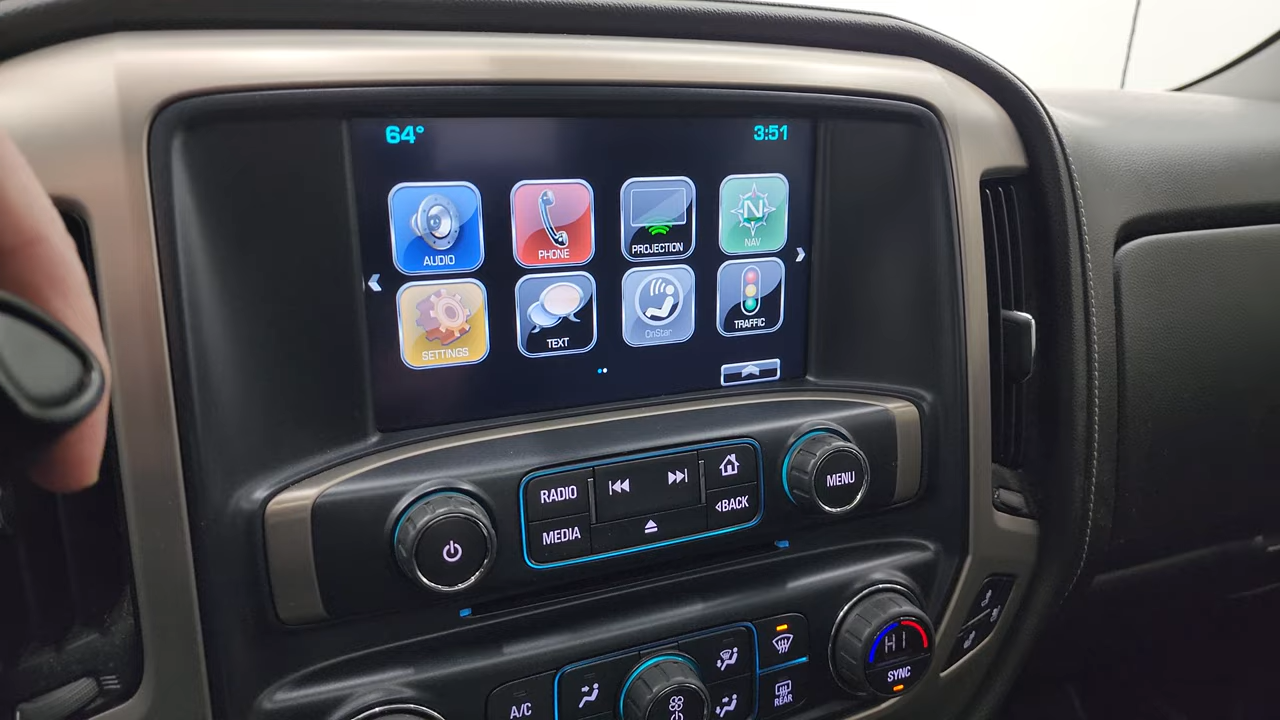 64° 3:51
AUDIO
PHONE
PROJECTION
N
NAV
SETTINGS
TEXT
OnStar
TRAFFIC
RADIO
MEDIA
BACK
MENU
A/C
REAR
HI
SYNC